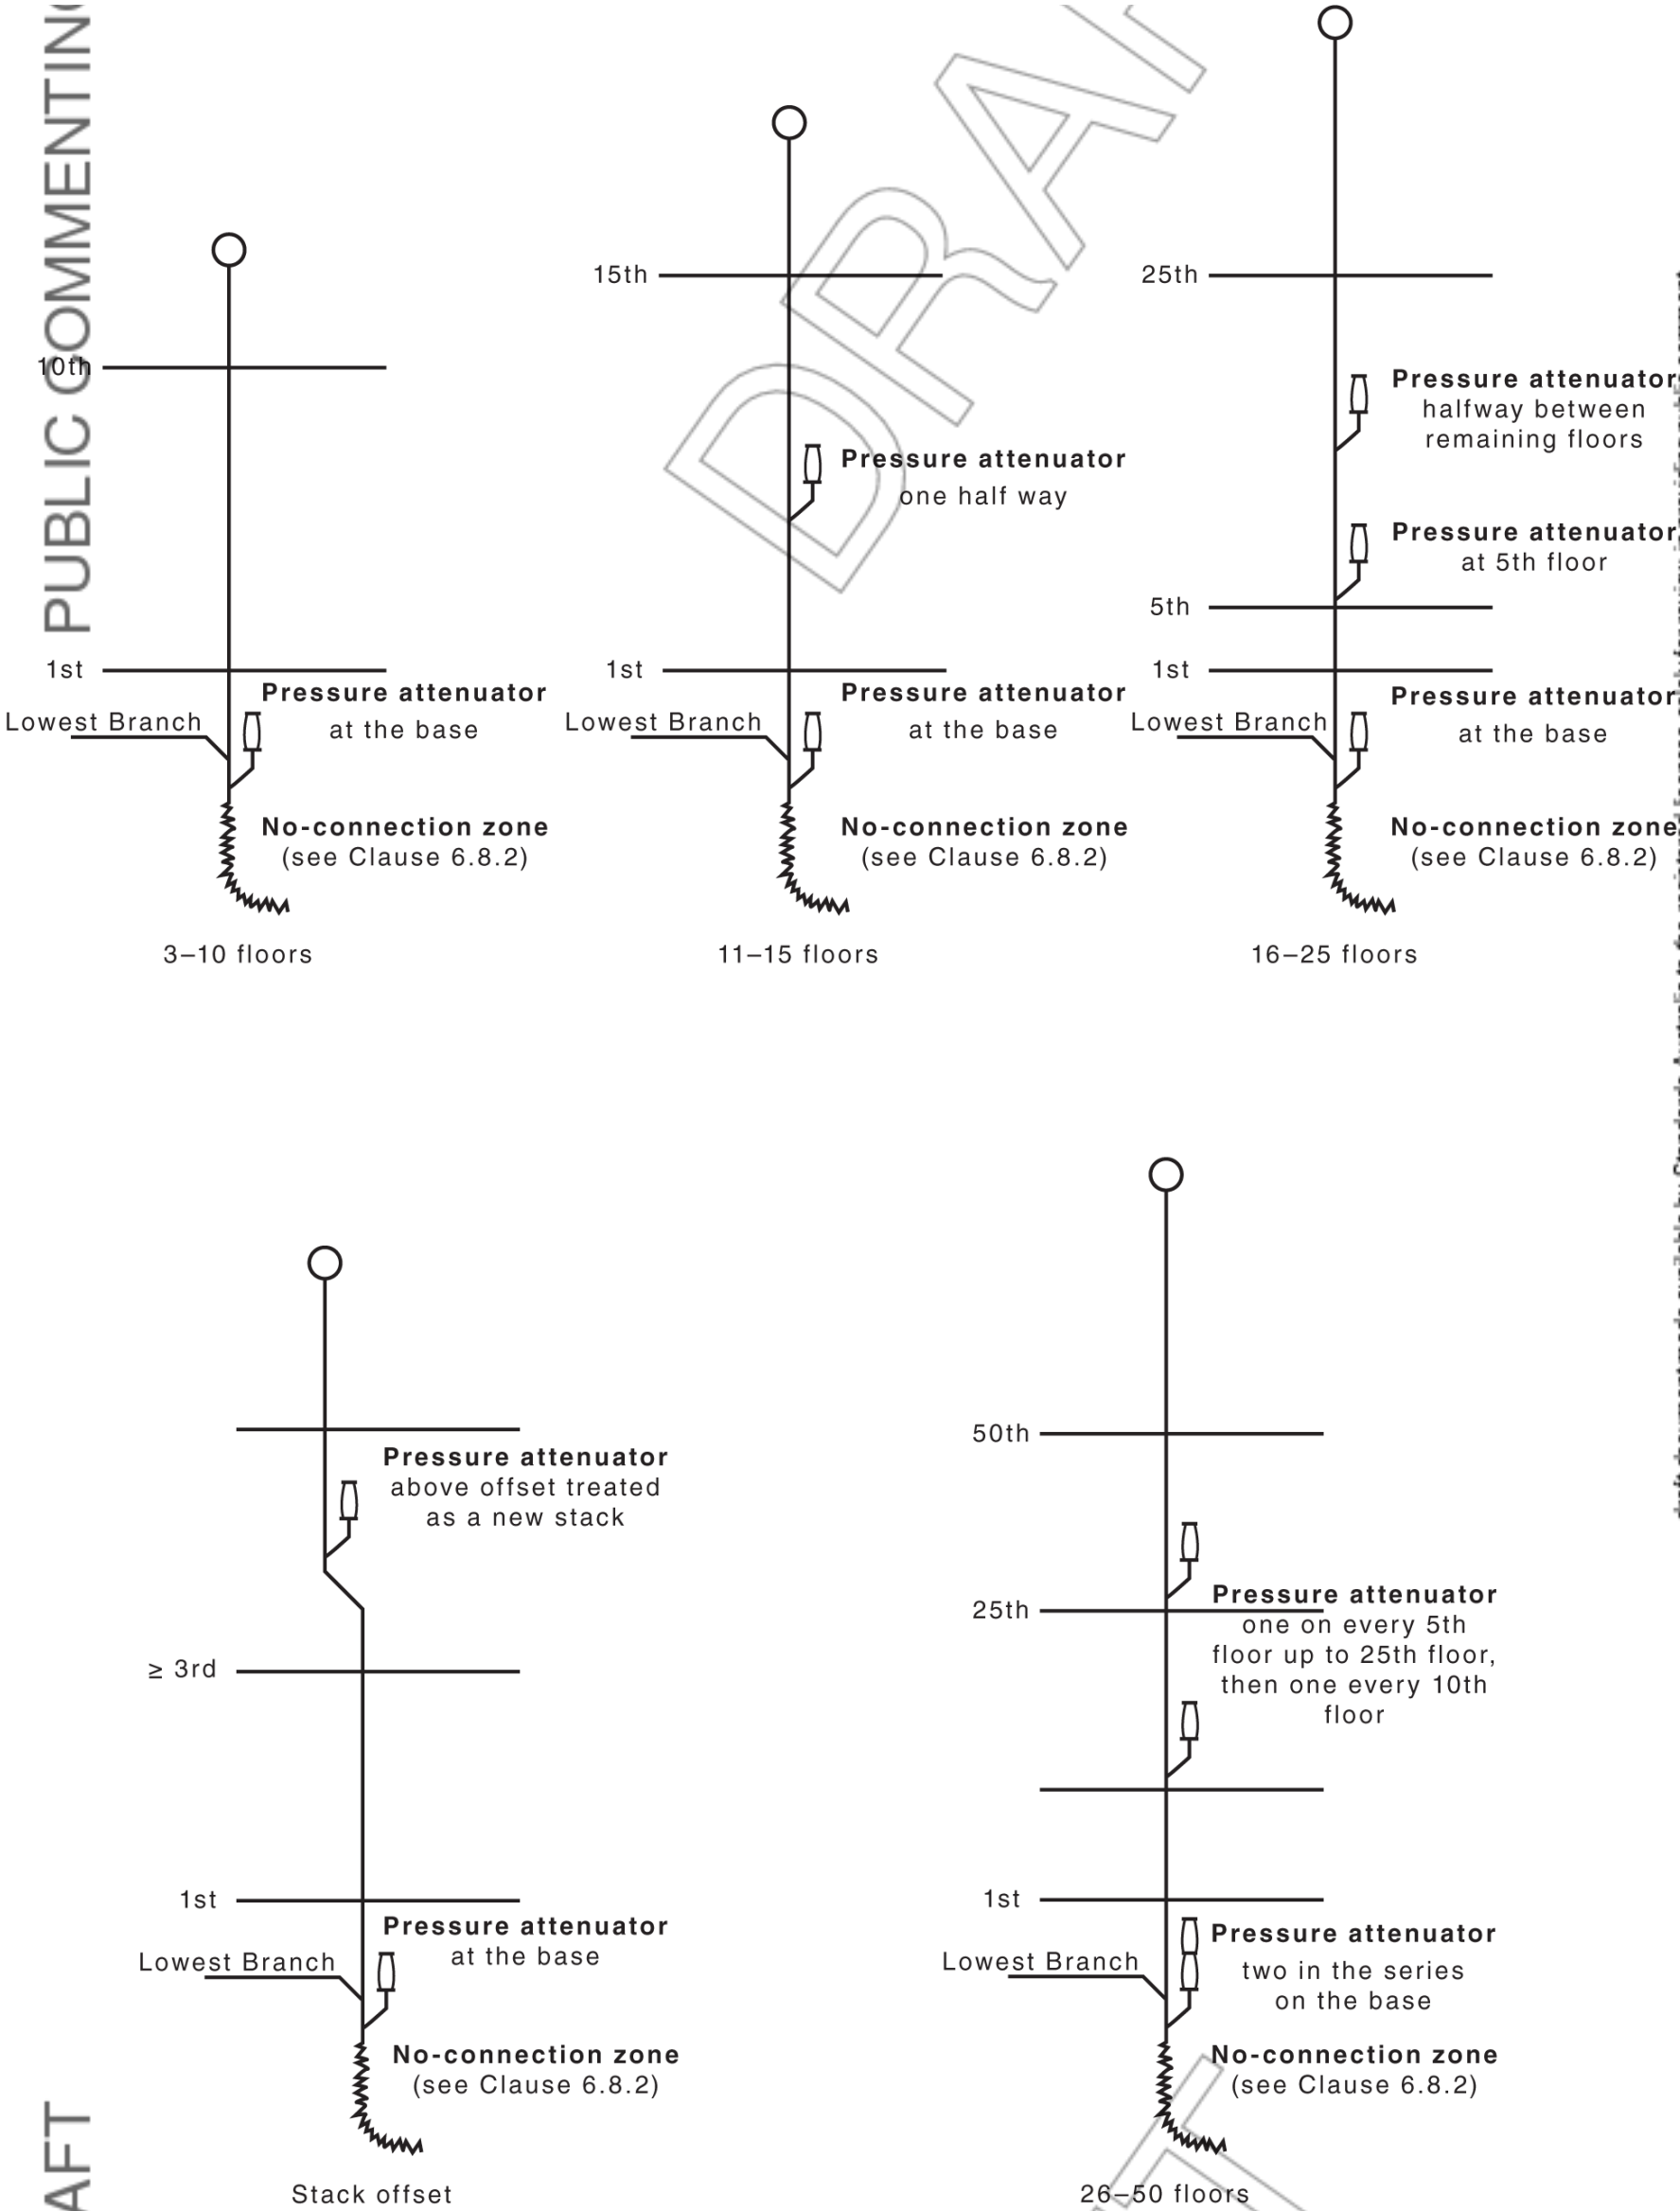 PUBLIC COMMENTING
DRA
10th
1st
Lowest Branch
Pressure attenuator
at the base
No-connection zone
(see Clause 6.8.2)
3–10 floors
15th
Pressure attenuator
one half way
1st
Lowest Branch
Pressure attenuator
at the base
No-connection zone
(see Clause 6.8.2)
11–15 floors
25th
Pressure attenuator
halfway between
remaining floors
Pressure attenuator
at 5th floor
5th
1st
Lowest Branch
Pressure attenuator
at the base
No-connection zone
(see Clause 6.8.2)
16–25 floors
Pressure attenuator
above offset treated
as a new stack
≥ 3rd
1st
Pressure attenuator
at the base
Lowest Branch
No-connection zone
(see Clause 6.8.2)
Stack offset
50th
25th
Pressure attenuator
one on every 5th
floor up to 25th floor,
then one every 10th
floor
1st
Lowest Branch
Pressure attenuator
two in the series
on the base
No-connection zone
(see Clause 6.8.2)
26–50 floors
AFT
T